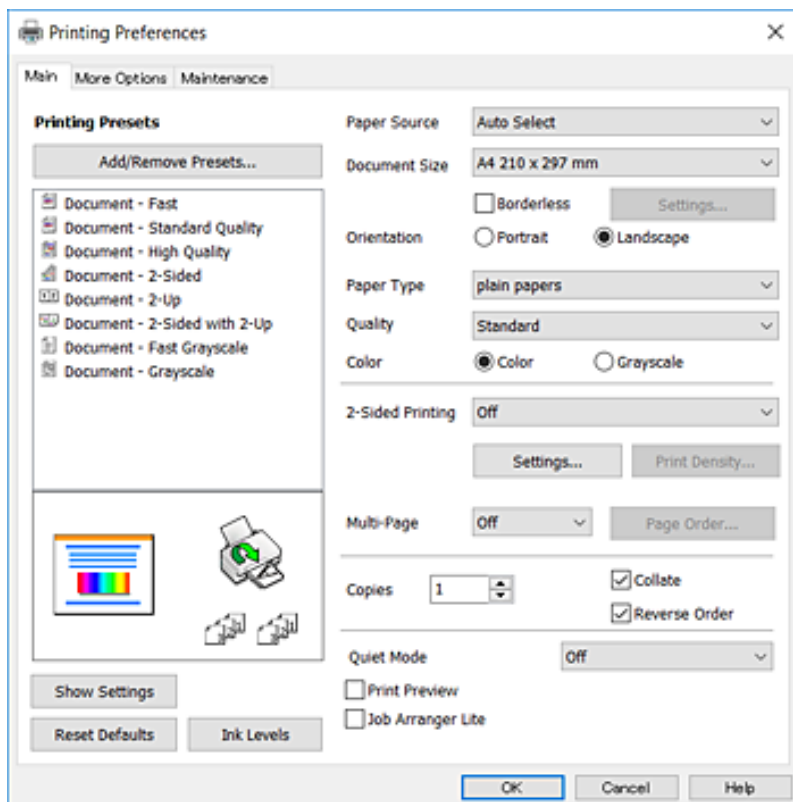 Printing Preferences
Main More Options Maintenance
Printing Presets
Add/Remove Presets...
Document - Fast
Document - Standard Quality
Document - High Quality
Document - 2-Sided
Document - 2-Up
Document - 2-Sided with 2-Up
Document - Fast Grayscale
Document - Grayscale
Show Settings
Reset Defaults Ink Levels
Paper Source Auto Select
Document Size A4 210 x 297 mm
Borderless Settings...
Orientation Portrait Landscape
Paper Type plain papers
Quality Standard
Color Color Grayscale
2-Sided Printing Off
Settings... Print Density...
Multi-Page Off Page Order...
Copies 1 Collate
Reverse Order
Quiet Mode Off
Print Preview
Job Arranger Lite
OK Cancel Help